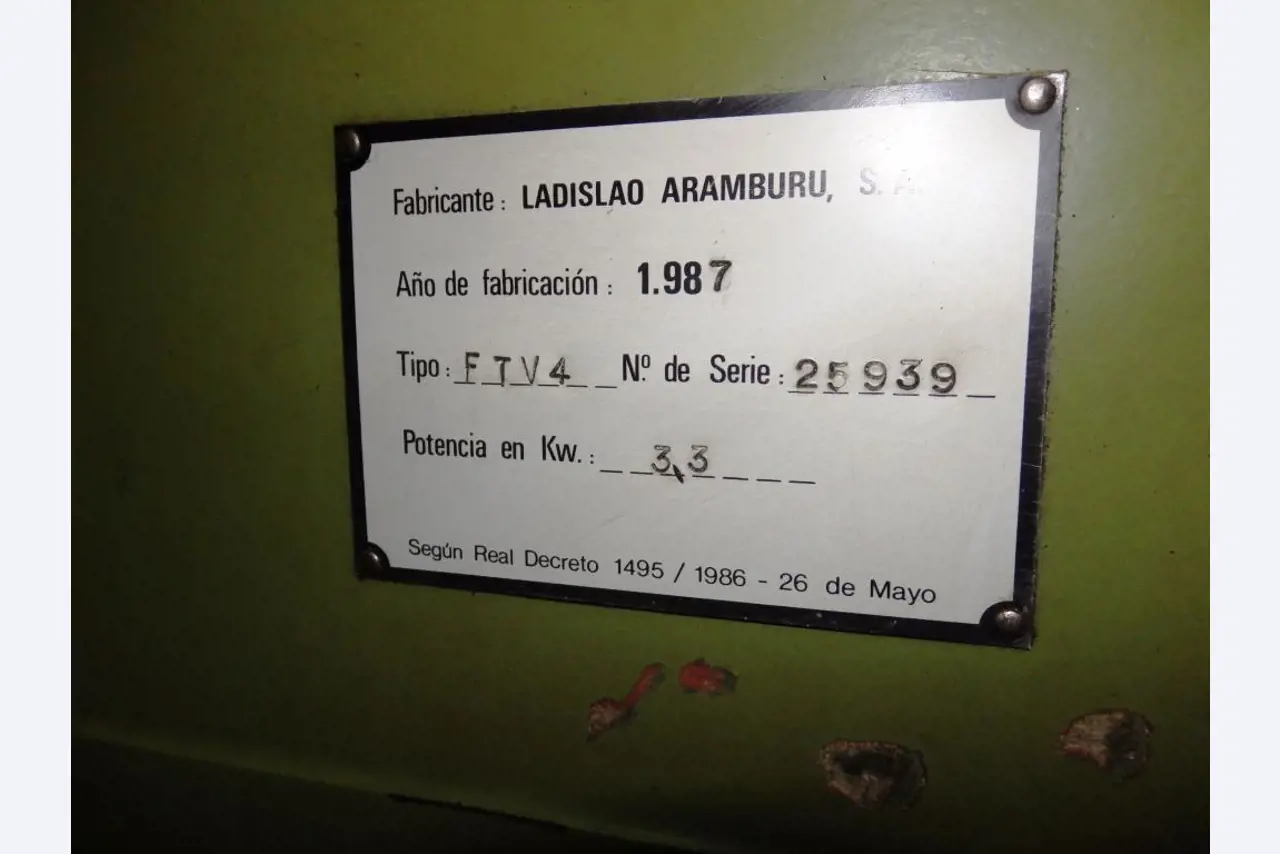 Fabricante: LADISLAO ARAMBURU, S.A.
Año de fabricación: 1.987
Tipo: FTV4 Nº de Serie: 25939
Potencia en Kw.: 3,3
Según Real Decreto 1495 / 1986 - 26 de Mayo